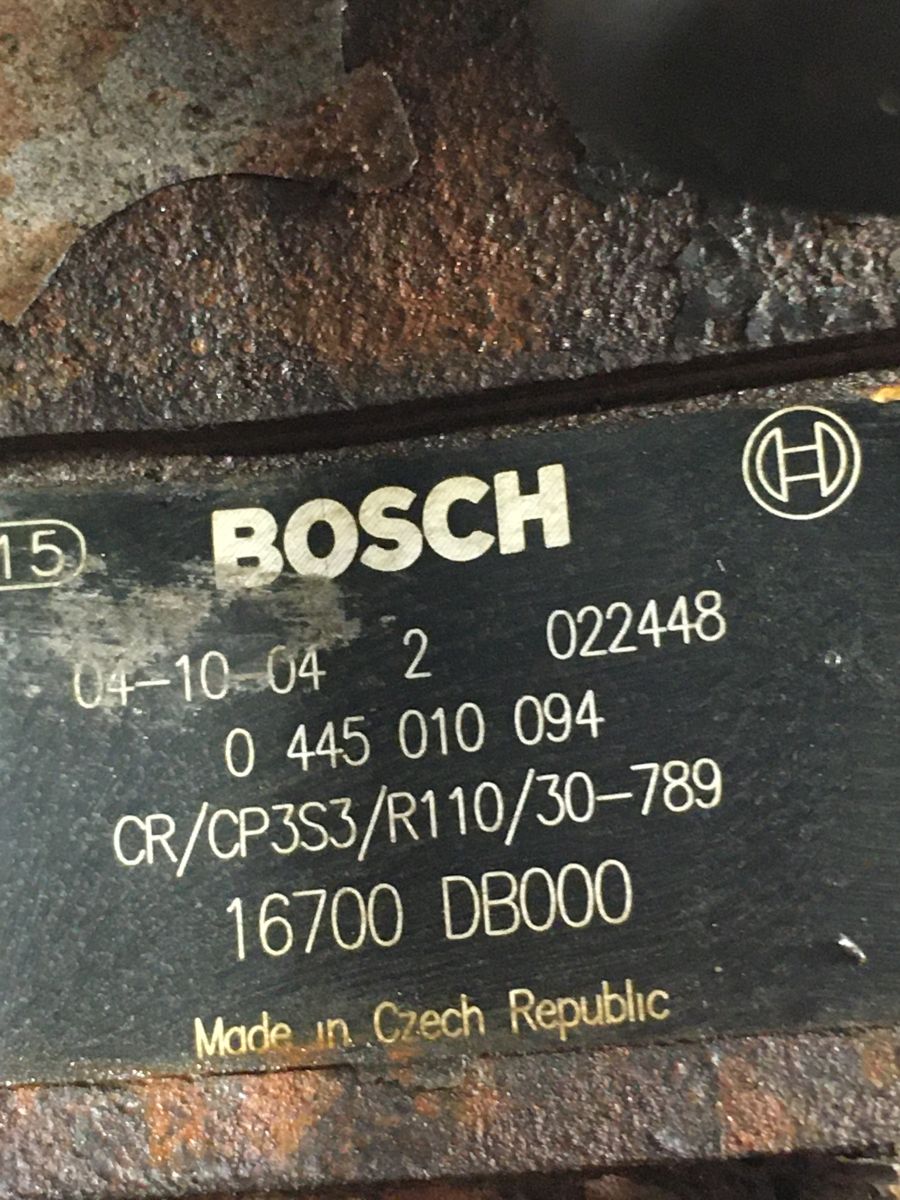 BOSCH
15
04-10-04 2 022448
0 445 010 094
CR/CP3S3/R110/30-789
16700 DB000
Made in Czech Republic